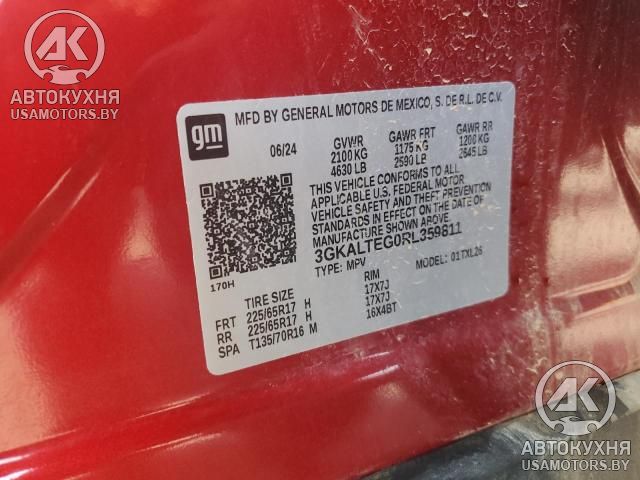 AK
АВТОКУХНЯ
USAMOTORS.BY
gm
MFD BY GENERAL MOTORS DE MEXICO, S. DE R.L. DE C.V.
06/24 GVWR GAWR FRT GAWR RR
2100 KG 1175 KG 1200 KG
4630 LB 2590 LB 2645 LB
THIS VEHICLE CONFORMS TO ALL
APPLICABLE U.S. FEDERAL MOTOR
VEHICLE SAFETY AND THEFT PREVENTION
STANDARDS IN EFFECT ON THE DATE OF
MANUFACTURE SHOWN ABOVE.
3GKALTEG0RL359811
TYPE: MPV MODEL: 01TXL26
170H
TIRE SIZE RIM
FRT 225/65R17 H 17X7J
RR 225/65R17 H 17X7J
SPA T135/70R16 M 16X4BT
AK
АВТОКУХНЯ
USAMOTORS.BY